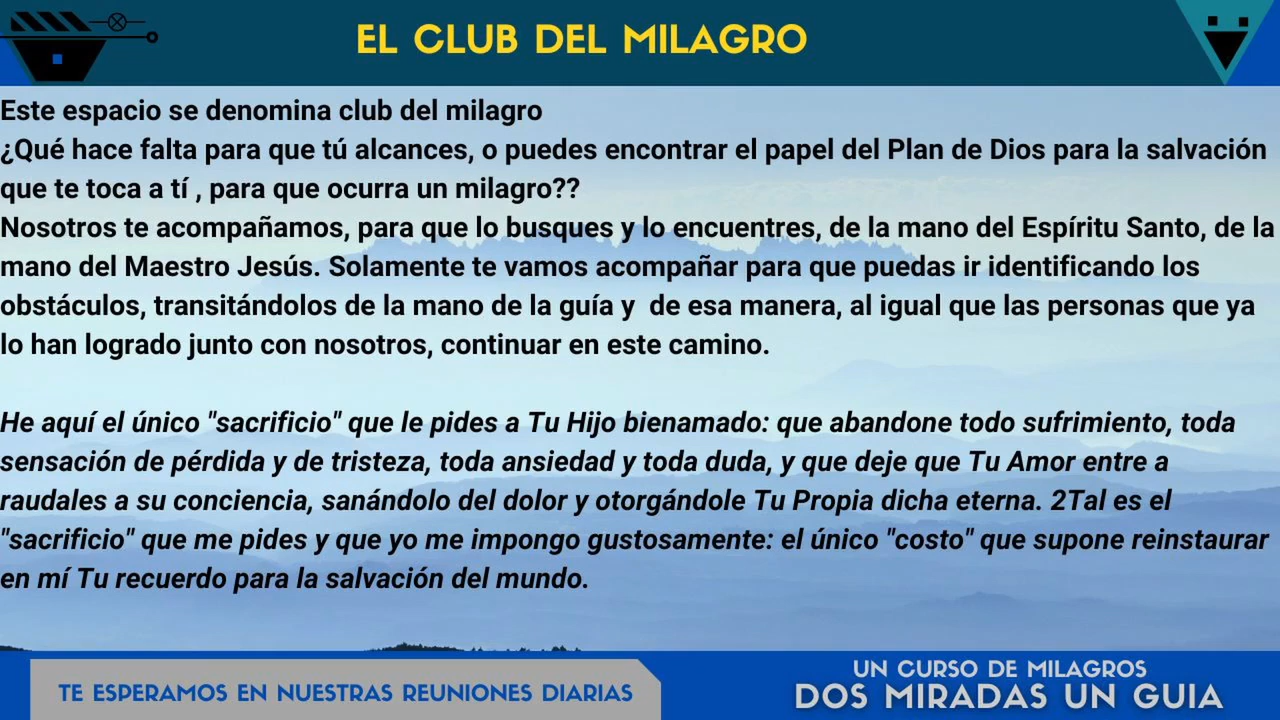 EL CLUB DEL MILAGRO
Este espacio se denomina club del milagro
¿Qué hace falta para que tú alcances, o puedes encontrar el papel del Plan de Dios para la salvación
que te toca a tí , para que ocurra un milagro??
Nosotros te acompañamos, para que lo busques y lo encuentres, de la mano del Espíritu Santo, de la
mano del Maestro Jesús. Solamente te vamos acompañar para que puedas ir identificando los
obstáculos, transitándolos de la mano de la guía y  de esa manera, al igual que las personas que ya
lo han logrado junto con nosotros, continuar en este camino.
He aquí el único "sacrificio" que le pides a Tu Hijo bienamado: que abandone todo sufrimiento, toda
sensación de pérdida y de tristeza, toda ansiedad y toda duda, y que deje que Tu Amor entre a
raudales a su conciencia, sanándolo del dolor y otorgándole Tu Propia dicha eterna. 2Tal es el
"sacrificio" que me pides y que yo me impongo gustosamente: el único "costo" que supone reinstaurar
en mí Tu recuerdo para la salvación del mundo.
TE ESPERAMOS EN NUESTRAS REUNIONES DIARIAS
UN CURSO DE MILAGROS
DOS MIRADAS UN GUIA